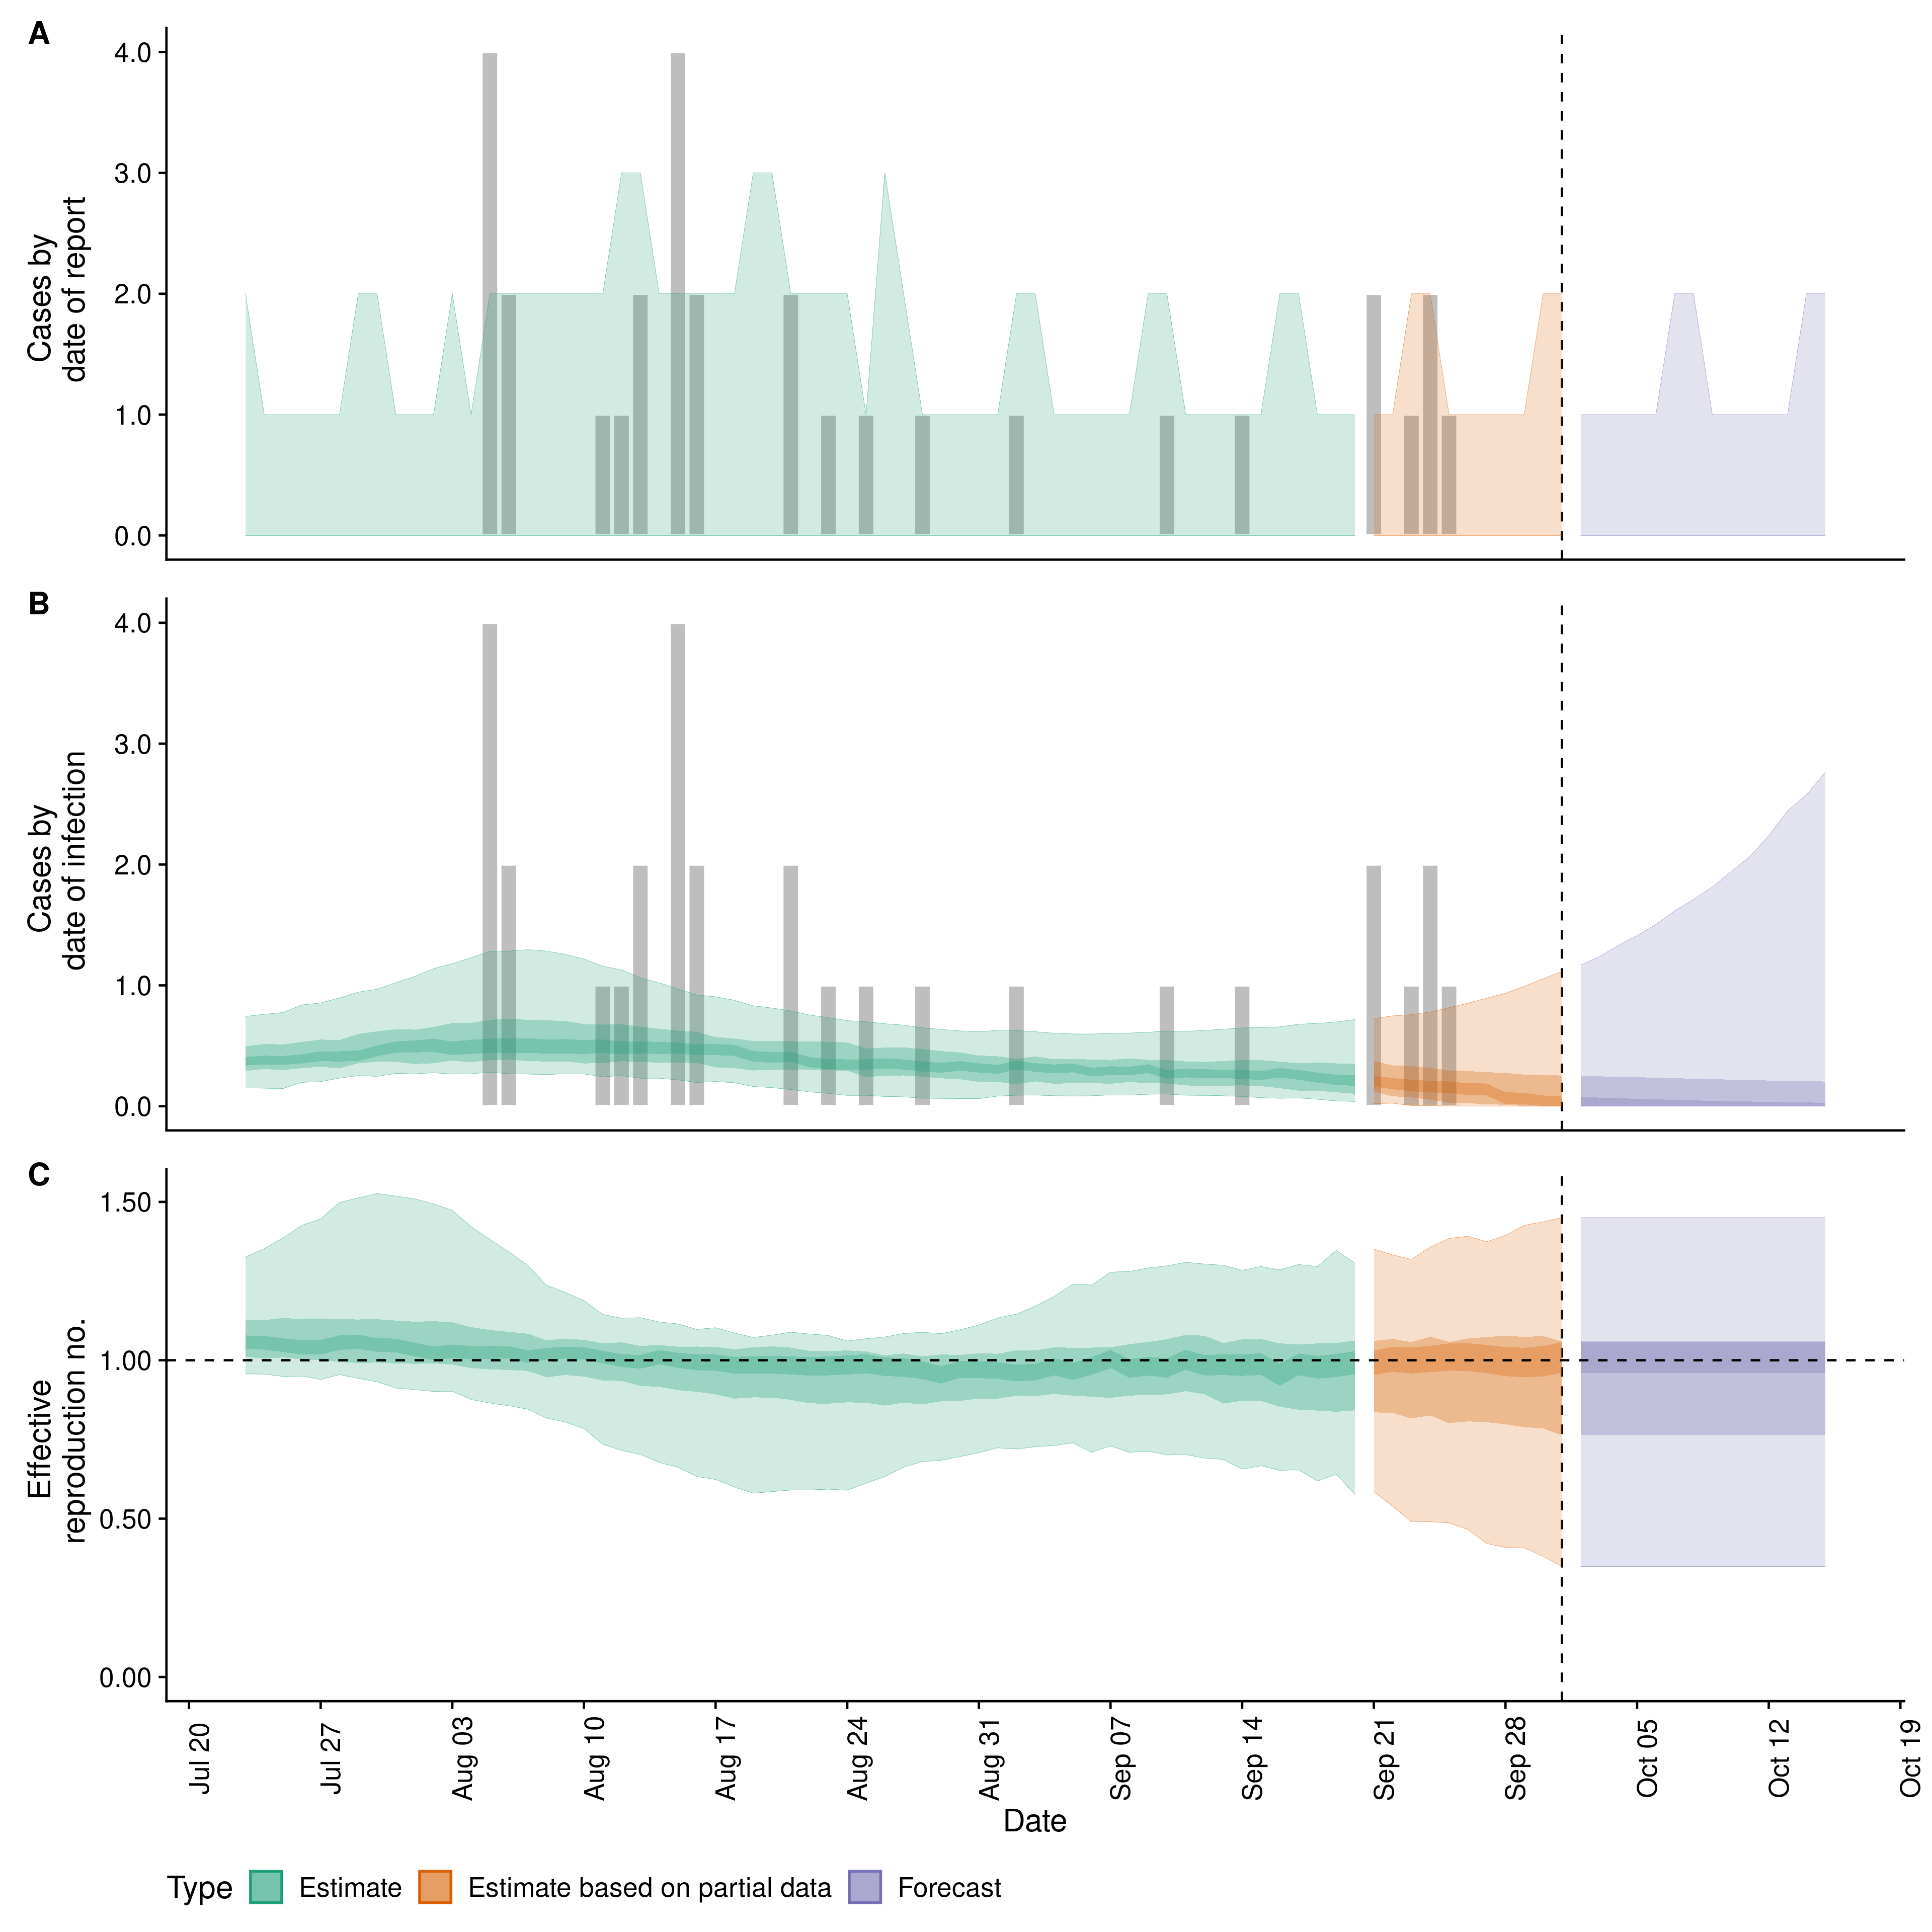 A
4.0
3.0
2.0
1.0
0.0
Cases by
date of report
B
4.0
3.0
2.0
1.0
0.0
Cases by
date of infection
C
1.50
1.00
0.50
0.00
Effective
reproduction no.
Jul 20
Jul 27
Aug 03
Aug 10
Aug 17
Aug 24
Aug 31
Sep 07
Sep 14
Sep 21
Sep 28
Oct 05
Oct 12
Oct 19
Date
Type Estimate Estimate based on partial data Forecast